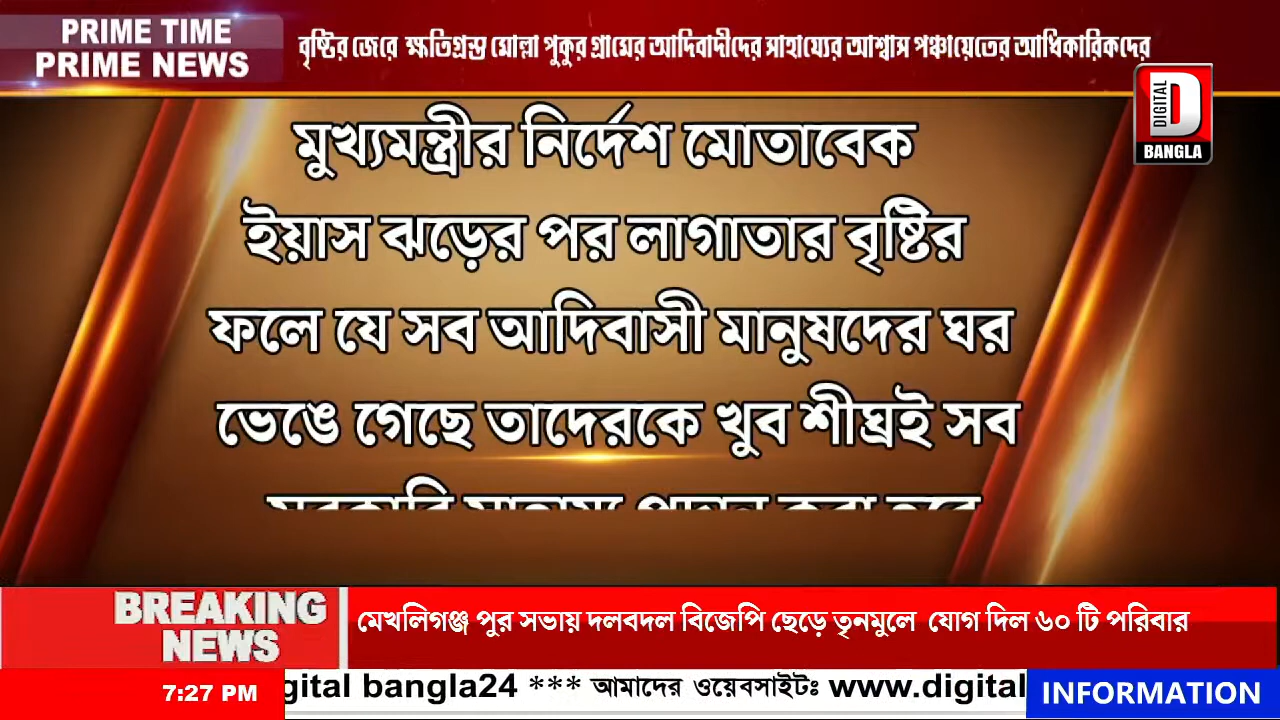 PRIME TIME
PRIME NEWS
বৃষ্টির জেরে ক্ষতিগ্রস্ত মোল্লা পুকুর গ্রামের আদিবাদীদের সাহায্যের আশ্বাস পঞ্চায়েতের আধিকারিকদের
DIGITAL
D
BANGLA
মুখ্যমন্ত্রীর নির্দেশ মোতাবেক
ইয়াস ঝড়ের পর লাগাতার বৃষ্টির
ফলে যে সব আদিবাসী মানুষদের ঘর
ভেঙে গেছে তাদেরকে খুব শীঘ্রই সব
BREAKING
NEWS
মেখলিগঞ্জ পুর সভায় দলবদল বিজেপি ছেড়ে তৃনমুলে যোগ দিল ৬০ টি পরিবার
7:27 PM
gital bangla24 *** আমাদের ওয়েবসাইটঃ www.digital
INFORMATION